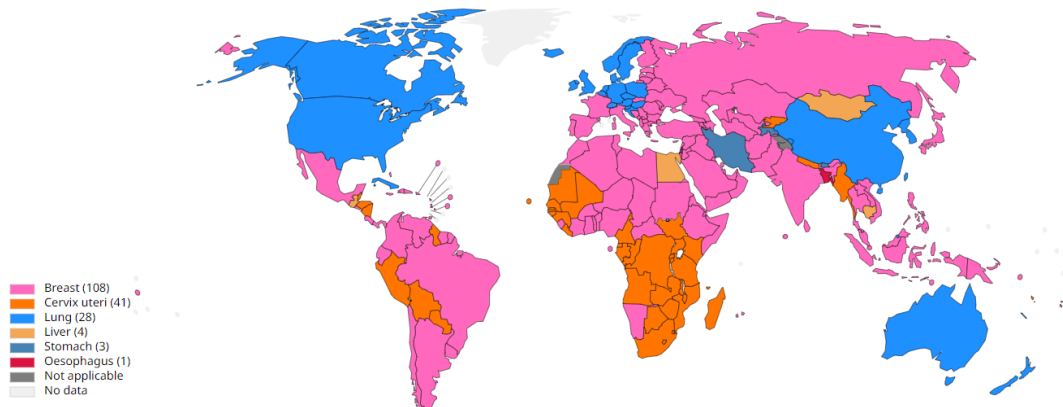 Breast (108)
Cervix uteri (41)
Lung (28)
Liver (4)
Stomach (3)
Oesophagus (1)
Not applicable
No data